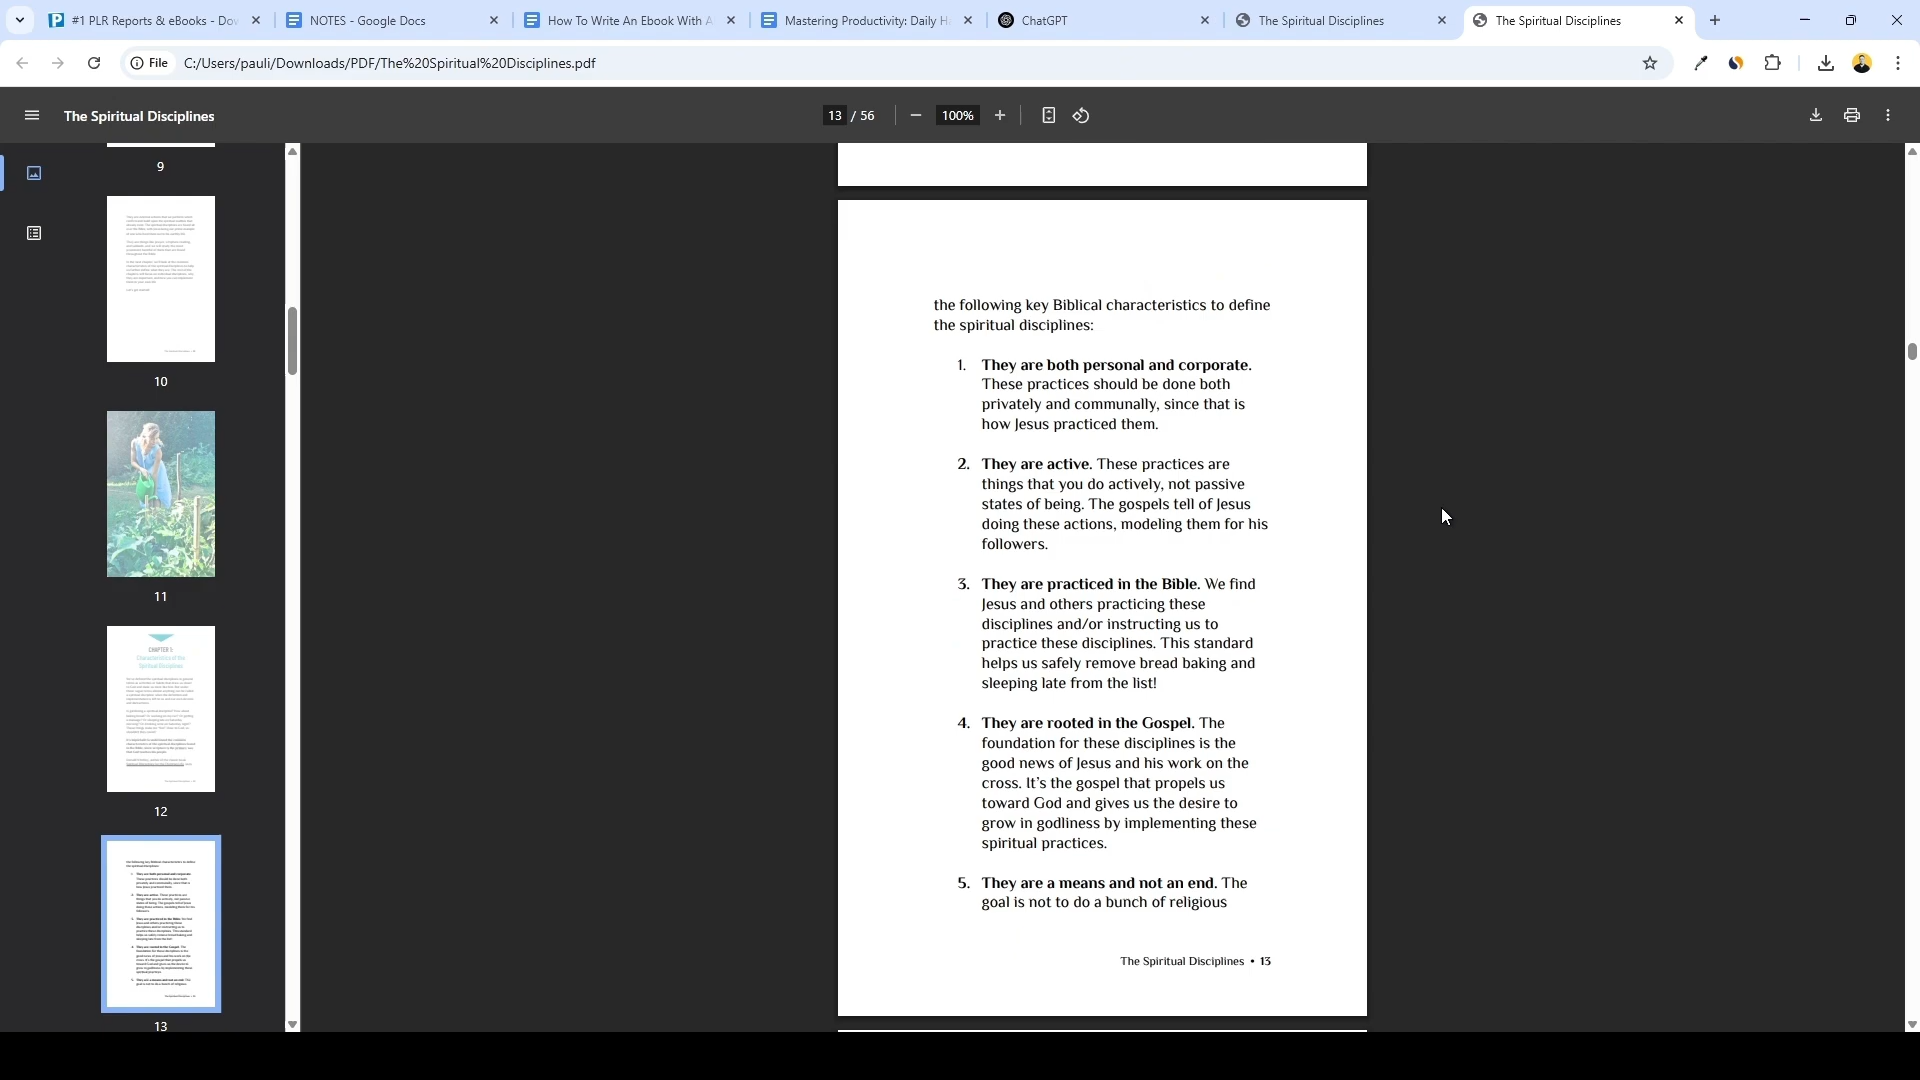 #1 PLR Reports & eBooks - Dow
NOTES - Google Docs
How To Write An Ebook With A
Mastering Productivity: Daily H
ChatGPT
The Spiritual Disciplines
The Spiritual Disciplines
File
C:/Users/pauli/Downloads/PDF/The%20Spiritual%20Disciplines.pdf
The Spiritual Disciplines
13 / 56
100%
9
10
11
CHAPTER 3:
Characteristics of the
Spiritual Disciplines
12
13
the following key Biblical characteristics to define
the spiritual disciplines:
1. They are both personal and corporate.
These practices should be done both
privately and communally, since that is
how Jesus practiced them.
2. They are active. These practices are
things that you do actively, not passive
states of being. The gospels tell of Jesus
doing these actions, modeling them for his
followers.
3. They are practiced in the Bible. We find
Jesus and others practicing these
disciplines and/or instructing us to
practice these disciplines. This standard
helps us safely remove bread baking and
sleeping late from the list!
4. They are rooted in the Gospel. The
foundation for these disciplines is the
good news of Jesus and his work on the
cross. It's the gospel that propels us
toward God and gives us the desire to
grow in godliness by implementing these
spiritual practices.
5. They are a means and not an end. The
goal is not to do a bunch of religious
The Spiritual Disciplines • 13